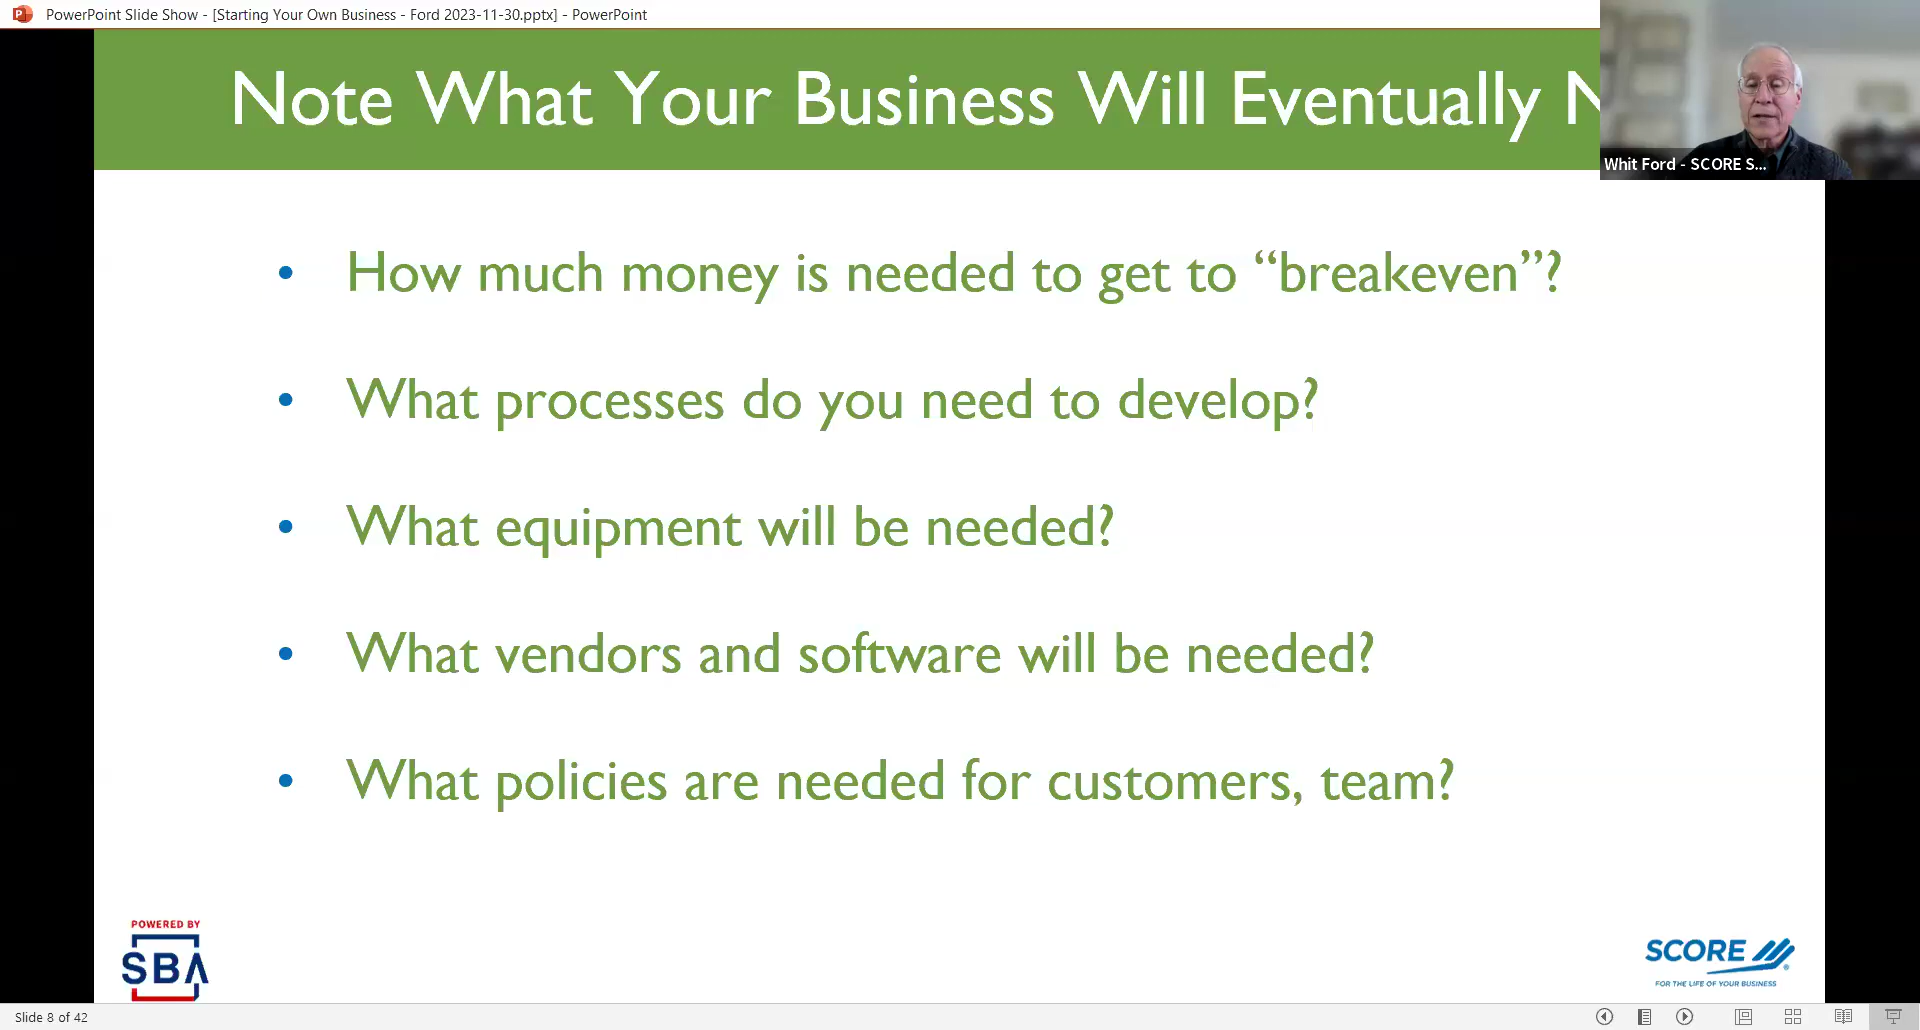 PowerPoint Slide Show - [Starting Your Own Business - Ford 2023-11-30.pptx] - PowerPoint
Note What Your Business Will Eventually
Whit Ford - SCORE S...
• How much money is needed to get to “breakeven”?
• What processes do you need to develop?
• What equipment will be needed?
• What vendors and software will be needed?
• What policies are needed for customers, team?
POWERED BY
SBA
SCORE
FOR THE LIFE OF YOUR BUSINESS
Slide 8 of 42